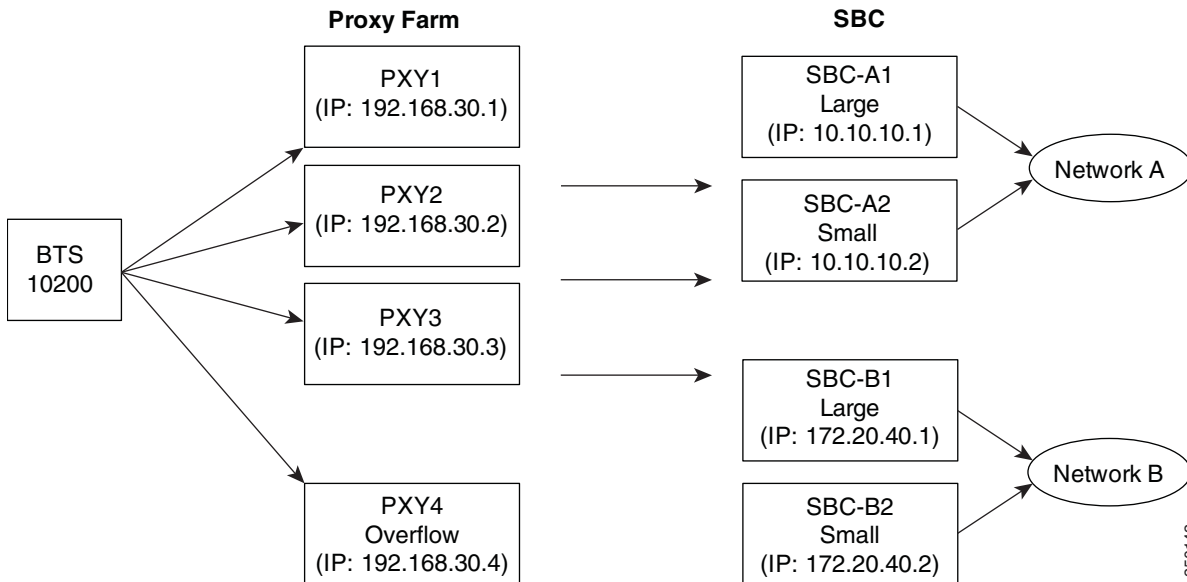 Proxy Farm
SBC
BTS
10200
PXY1
(IP: 192.168.30.1)
PXY2
(IP: 192.168.30.2)
PXY3
(IP: 192.168.30.3)
PXY4
Overflow
(IP: 192.168.30.4)
SBC-A1
Large
(IP: 10.10.10.1)
SBC-A2
Small
(IP: 10.10.10.2)
SBC-B1
Large
(IP: 172.20.40.1)
SBC-B2
Small
(IP: 172.20.40.2)
Network A
Network B